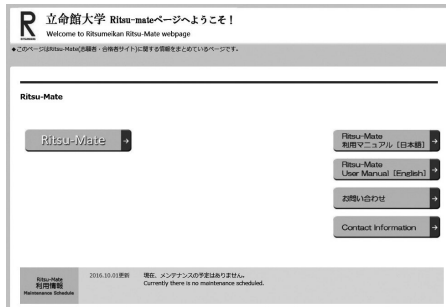 R 立命館大学 Ritsu-mateページへようこそ！
RITSUMEIKAN Welcome to Ritsumeikan Ritsu-Mate webpage
◆このページはRitsu-Mate(志願者・合格者サイト)に関する情報をまとめているページです。
Ritsu-Mate
Ritsu-Mate
Ritsu-Mate
利用マニュアル［日本語］
Ritsu-Mate
User Manual［English］
お問い合わせ
Contact Information
Ritsu-Mate
利用情報
Maintenance Schedule
2016.10.01更新
現在、メンテナンスの予定はありません。
Currently there is no maintenance scheduled.